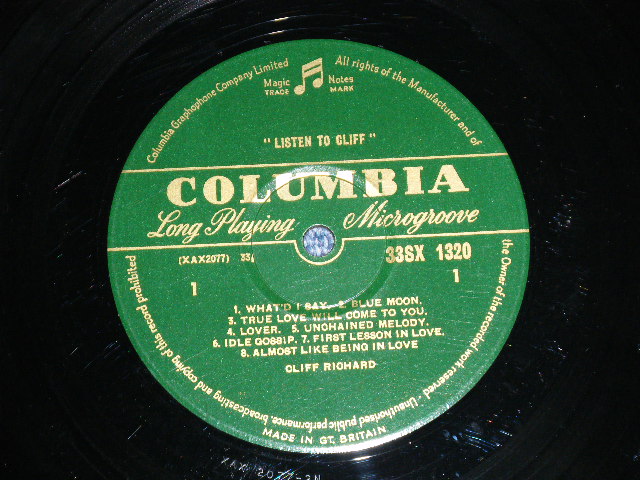 Columbia Graphophone Company Limited
All rights of the Manufacturer and of
the Owner of the recorded work reserved - Unauthorised public performance, broadcasting and copying of this record prohibited
Magic Notes
TRADE MARK
"LISTEN TO CLIFF"
COLUMBIA
Long Playing Microgroove
(XAX2077) 33
33SX 1320
1 1
1. WHAT'D I SAY. 2. BLUE MOON.
3. TRUE LOVE WILL COME TO YOU.
4. LOVER. 5. UNCHAINED MELODY.
6. IDLE GOSSIP. 7. FIRST LESSON IN LOVE.
8. ALMOST LIKE BEING IN LOVE
CLIFF RICHARD
MADE IN GT. BRITAIN